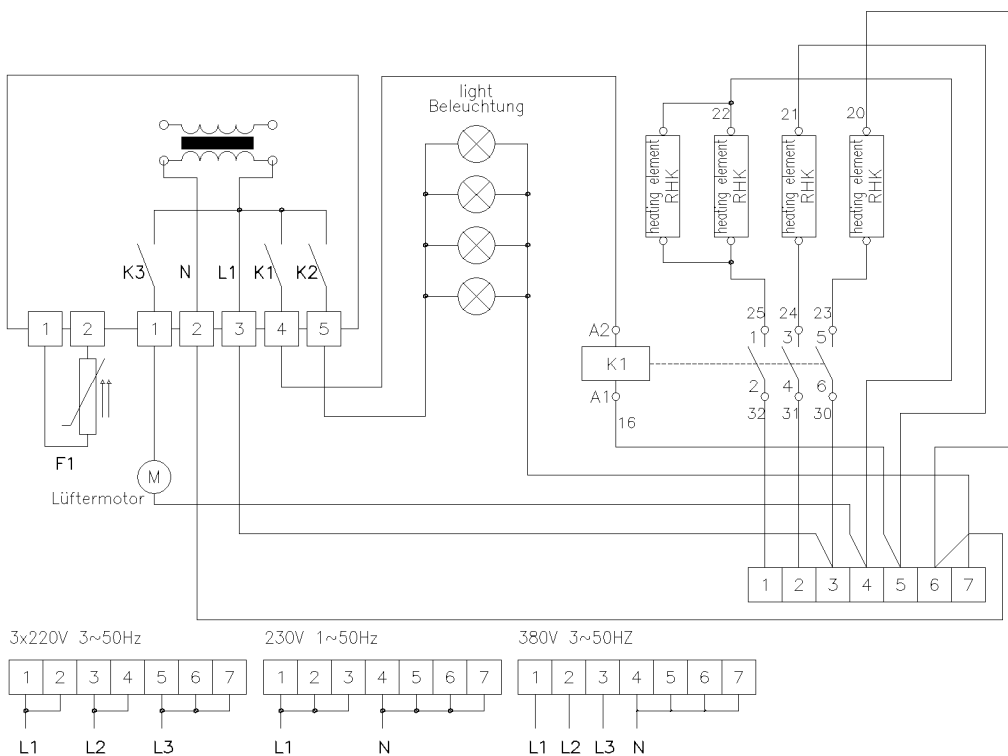 light
Beleuchtung
22
21
20
heating element
RHK
heating element
RHK
heating element
RHK
heating element
RHK
K3
N
L1
K1
K2
1
2
1
2
3
4
5
25
24
23
A2
1
3
5
K1
A1
2
4
6
16
32
31
30
F1
M
Lüftermotor
1
2
3
4
5
6
7
3x220V 3~50Hz
230V 1~50Hz
380V 3~50HZ
1 2 3 4 5 6 7
1 2 3 4 5 6 7
1 2 3 4 5 6 7
L1 L2 L3
L1 N
L1 L2 L3 N